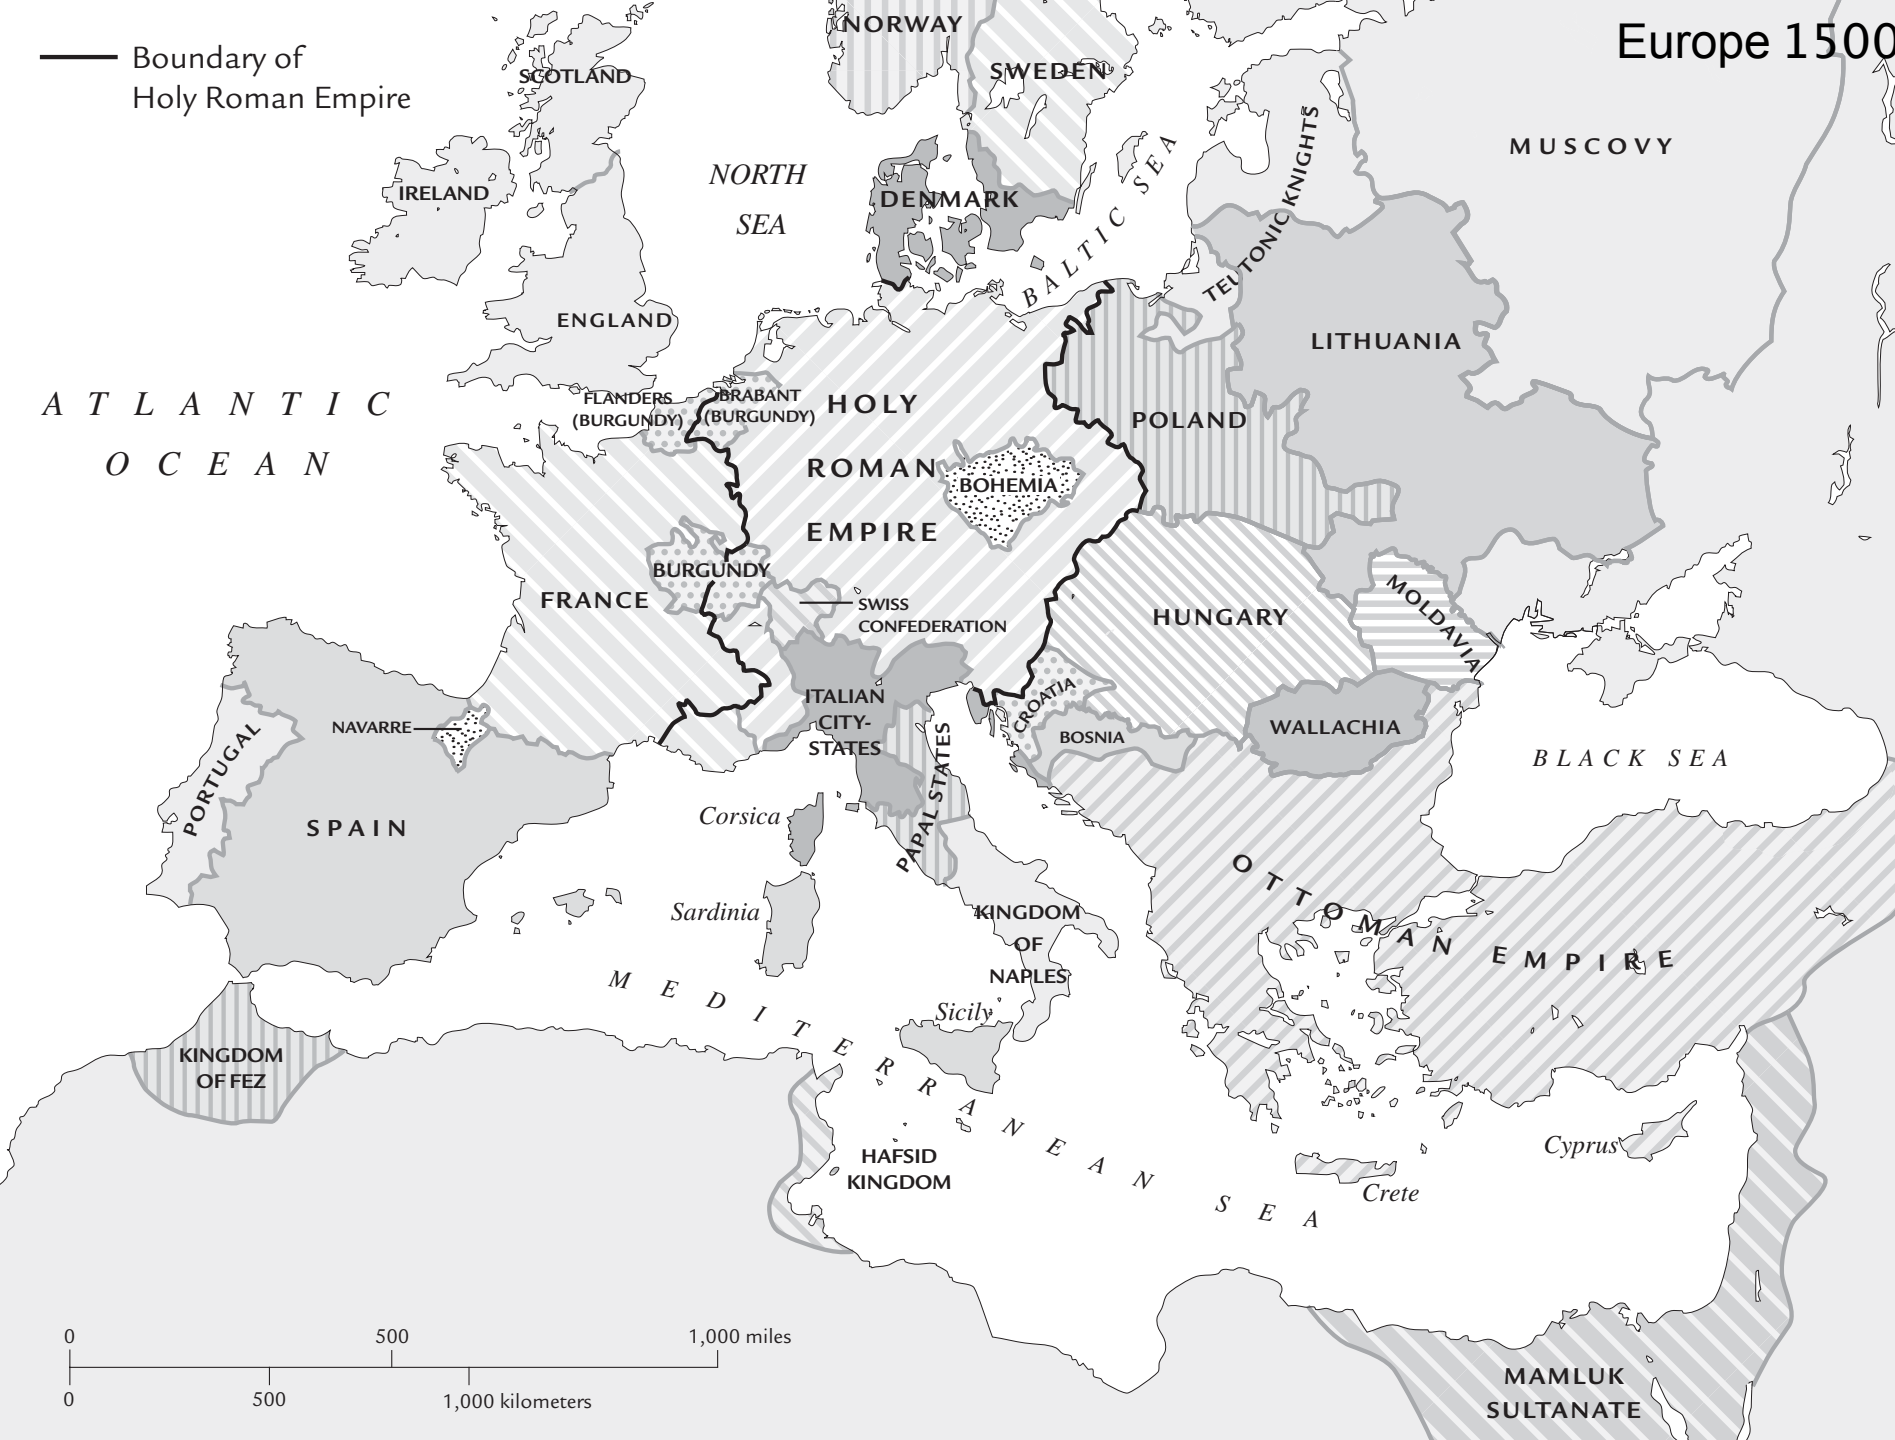 Europe 1500
Boundary of
Holy Roman Empire
NORWAY
SWEDEN
SCOTLAND
MUSCOVY
NORTH
SEA
IRELAND
DENMARK
BALTIC SEA
TEUTONIC KNIGHTS
ENGLAND
LITHUANIA
ATLANTIC
OCEAN
FLANDERS
(BURGUNDY)
BRABANT
(BURGUNDY)
HOLY
ROMAN
EMPIRE
POLAND
BOHEMIA
BURGUNDY
FRANCE
SWISS
CONFEDERATION
HUNGARY
MOLDAVIA
NAVARRE
ITALIAN
CITY-
STATES
CROATIA
BOSNIA
WALLACHIA
BLACK SEA
PORTUGAL
SPAIN
Corsica
PAPAL STATES
OTTOMAN EMPIRE
Sardinia
KINGDOM
OF
NAPLES
MEDITERRANEAN SEA
Sicily
KINGDOM
OF FEZ
HAFSID
KINGDOM
Cyprus
Crete
0 500 1,000 miles
0 500 1,000 kilometers
MAMLUK
SULTANATE